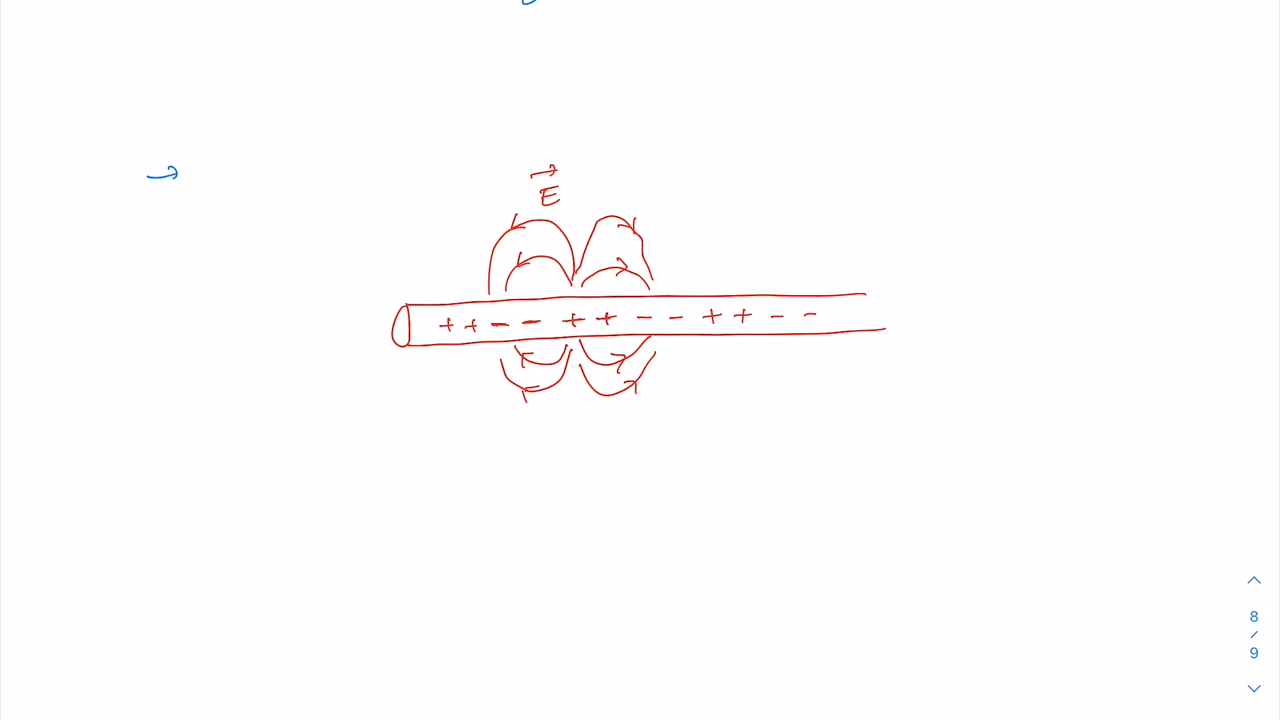 →
E⃗
+ + − − + + − − + + − −
8
/
9